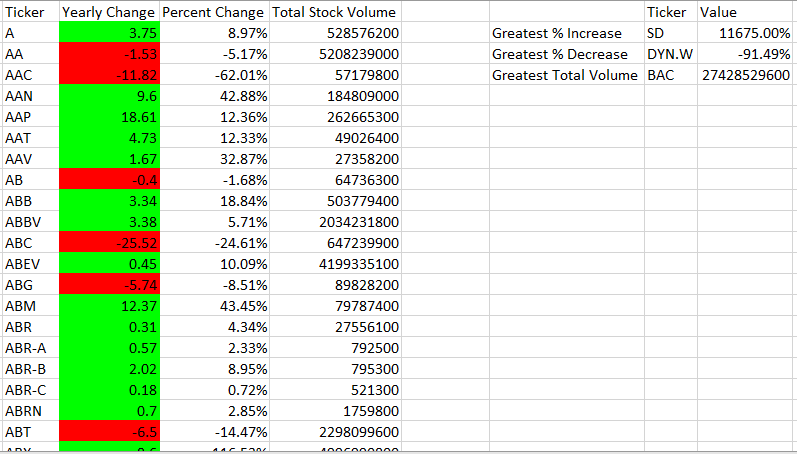 Ticker Yearly Change Percent Change Total Stock Volume Ticker Value
A 3.75 8.97% 528576200 Greatest % Increase SD 11675.00%
AA -1.53 -5.17% 5208239000 Greatest % Decrease DYN.W -91.49%
AAC -11.82 -62.01% 57179800 Greatest Total Volume BAC 27428529600
AAN 9.6 42.88% 184809000
AAP 18.61 12.36% 262665300
AAT 4.73 12.33% 49026400
AAV 1.67 32.87% 27358200
AB -0.4 -1.68% 64736300
ABB 3.34 18.84% 503779400
ABBV 3.38 5.71% 2034231800
ABC -25.52 -24.61% 647239900
ABEV 0.45 10.09% 4199335100
ABG -5.74 -8.51% 89828200
ABM 12.37 43.45% 79787400
ABR 0.31 4.34% 27556100
ABR-A 0.57 2.33% 792500
ABR-B 2.02 8.95% 795300
ABR-C 0.18 0.72% 521300
ABRN 0.7 2.85% 1759800
ABT -6.5 -14.47% 2298099600